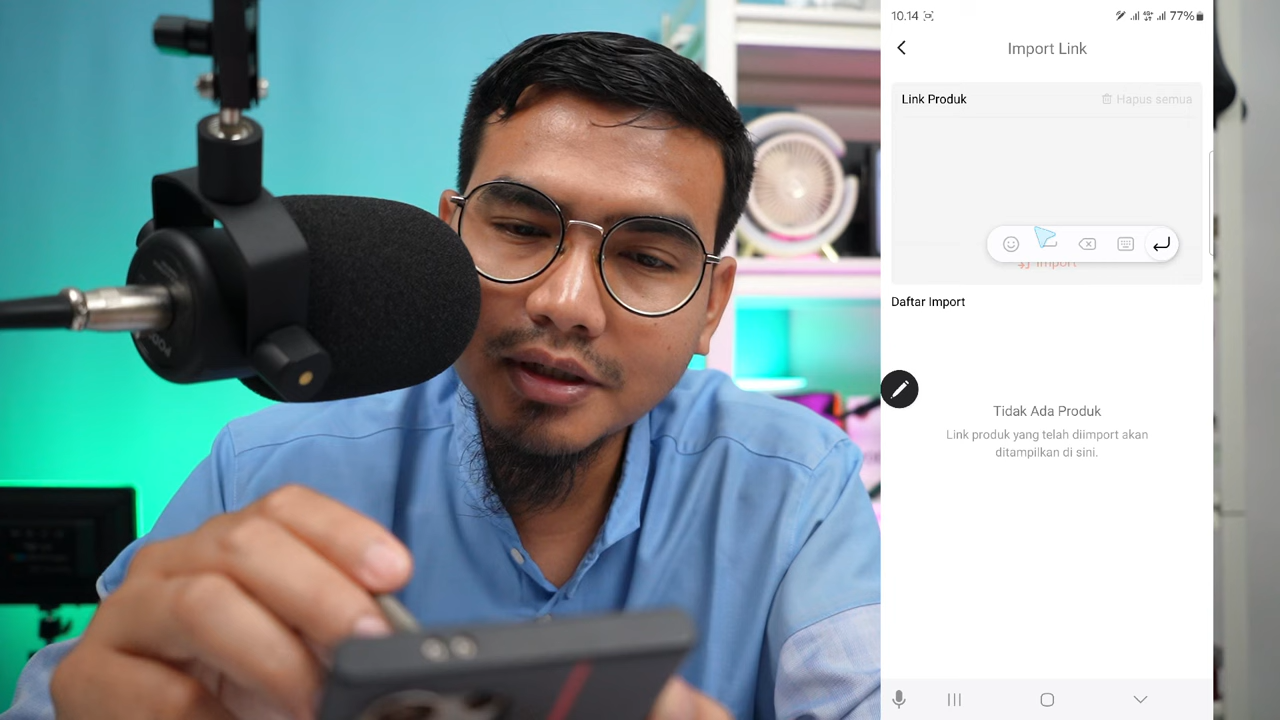 10.14
77%
Import Link
Link Produk
Hapus semua
Import
Daftar Import
Tidak Ada Produk
Link produk yang telah diimport akan
ditampilkan di sini.